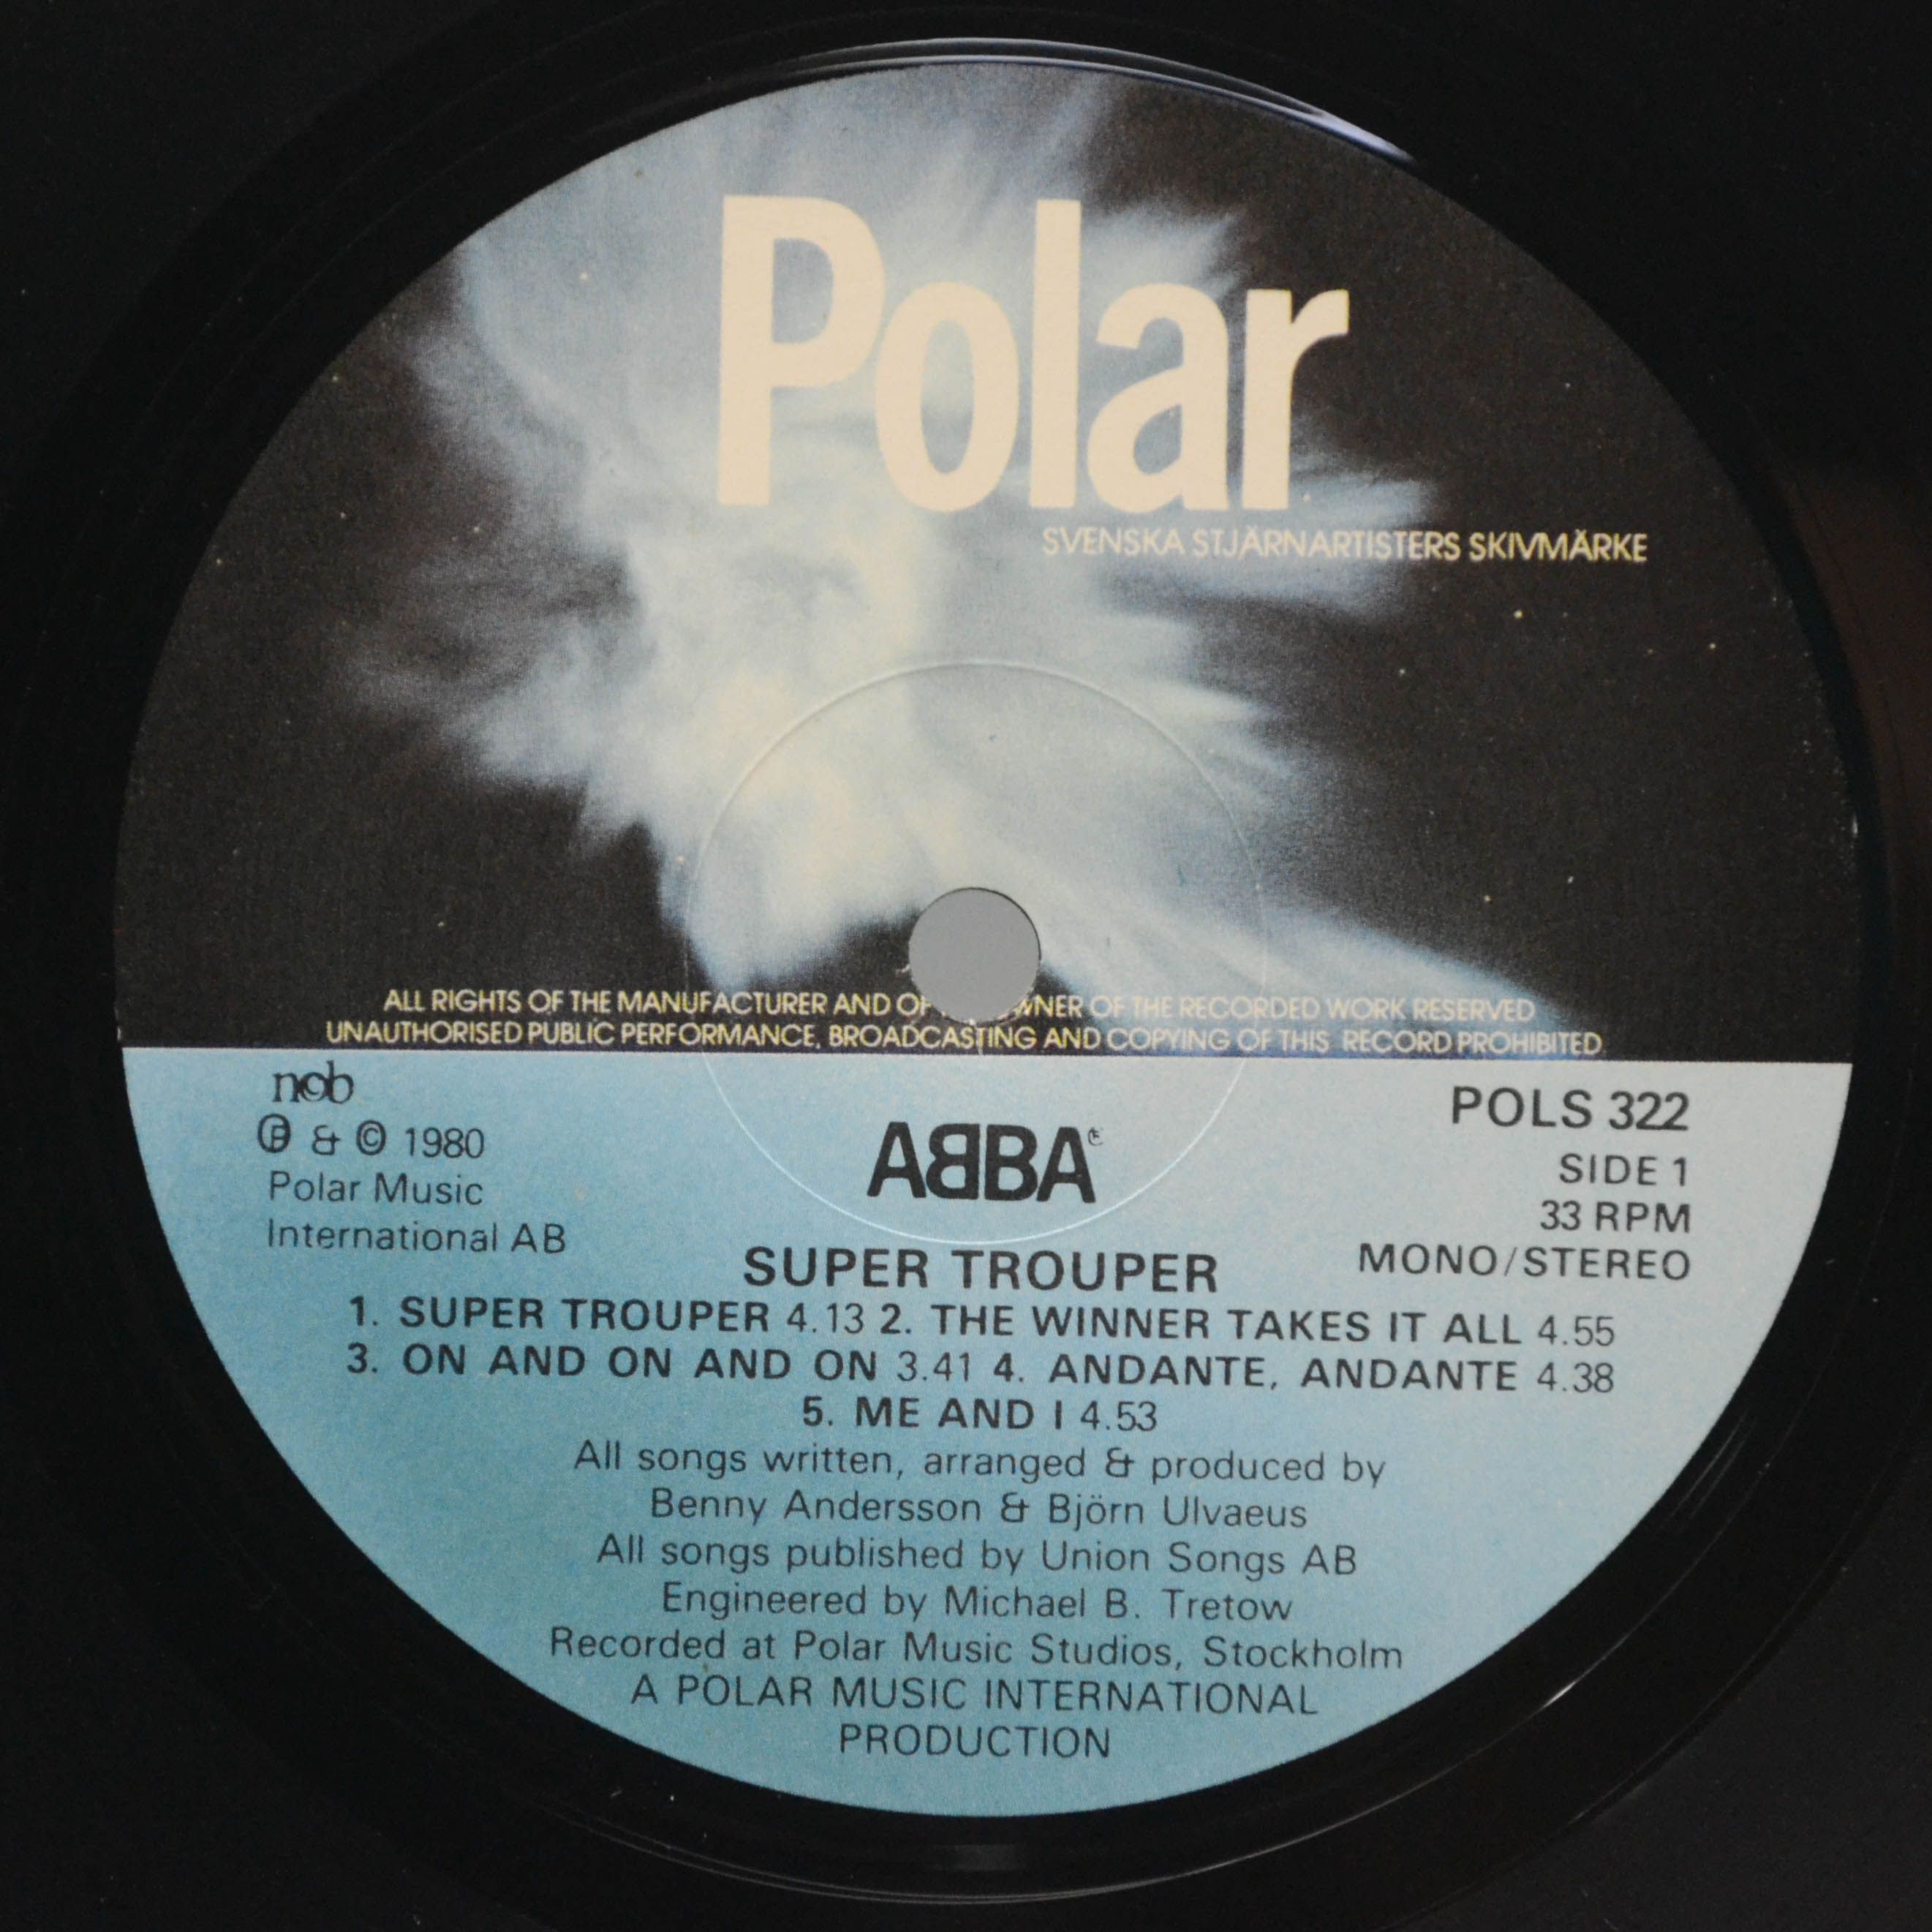 Polar
SVENSKA STJÄRNARTISTERS SKIVMÄRKE
ALL RIGHTS OF THE MANUFACTURER AND OF OWNER OF THE RECORDED WORK RESERVED
UNAUTHORISED PUBLIC PERFORMANCE, BROADCASTING AND COPYING OF THIS RECORD PROHIBITED
ncb
Ⓟ & © 1980
Polar Music
International AB
ABBA
POLS 322
SIDE 1
33 RPM
MONO/STEREO
SUPER TROUPER
1. SUPER TROUPER 4.13 2. THE WINNER TAKES IT ALL 4.55
3. ON AND ON AND ON 3.41 4. ANDANTE, ANDANTE 4.38
5. ME AND I 4.53
All songs written, arranged & produced by
Benny Andersson & Björn Ulvaeus
All songs published by Union Songs AB
Engineered by Michael B. Tretow
Recorded at Polar Music Studios, Stockholm
A POLAR MUSIC INTERNATIONAL
PRODUCTION